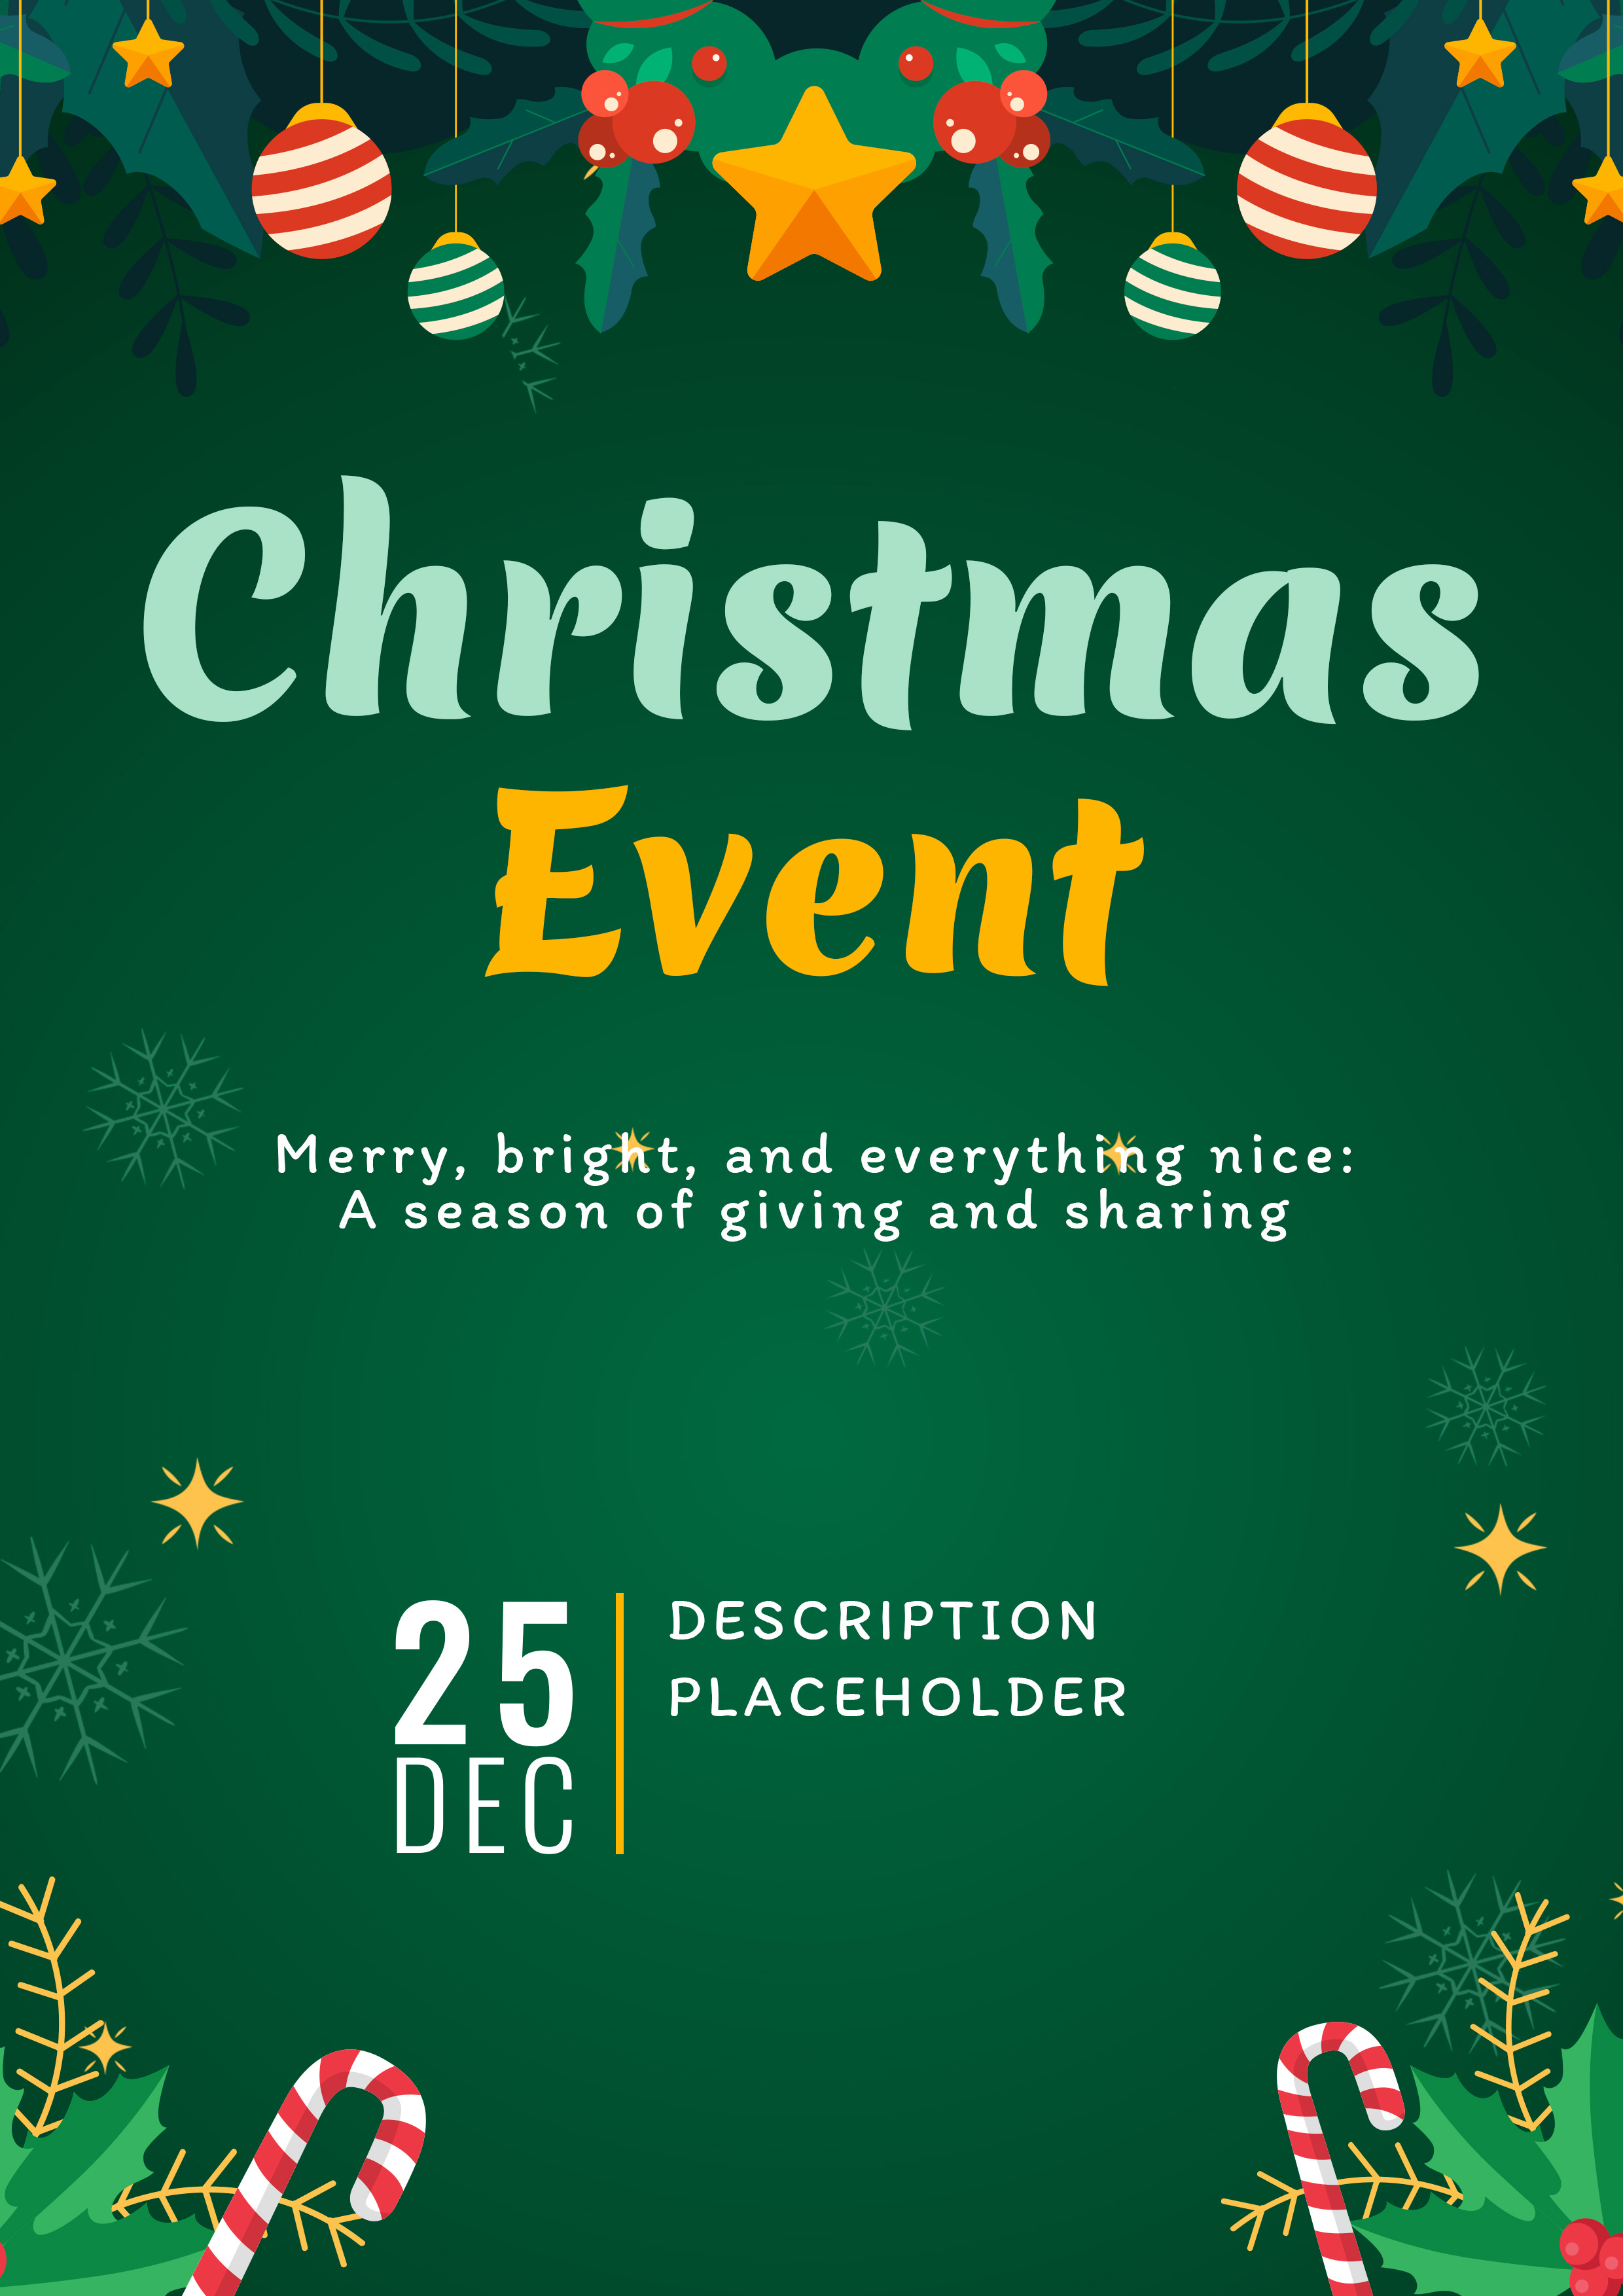 Christmas
Event
Merry, bright, and everything nice:
A season of giving and sharing
25
DEC
DESCRIPTION
PLACEHOLDER